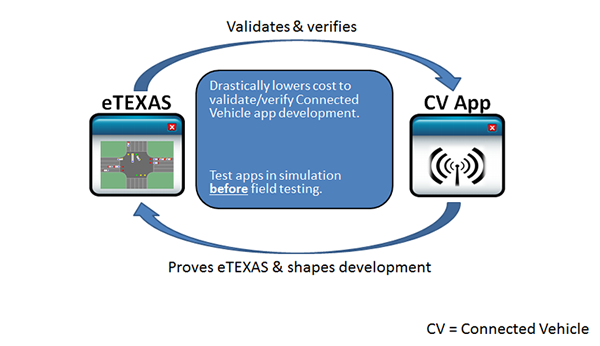 Validates & verifies
eTEXAS
Drastically lowers cost to
validate/verify Connected
Vehicle app development.
Test apps in simulation
before field testing.
CV App
Proves eTEXAS & shapes development
CV = Connected Vehicle